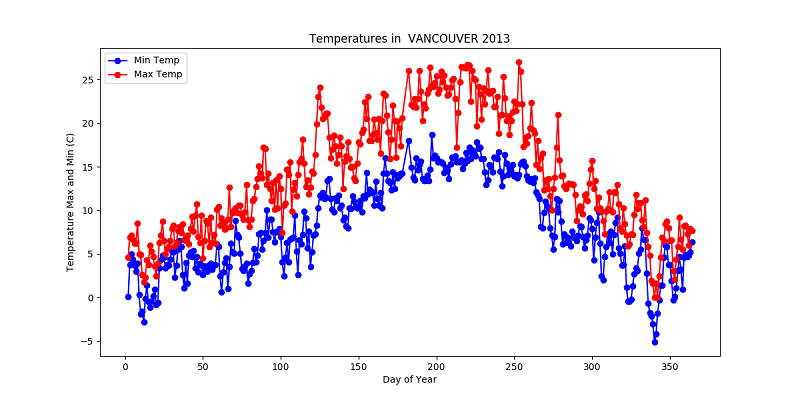 Temperatures in  VANCOUVER 2013
Min Temp
Max Temp
Temperature Max and Min (C)
25
20
15
10
5
0
−5
0 50 100 150 200 250 300 350
Day of Year